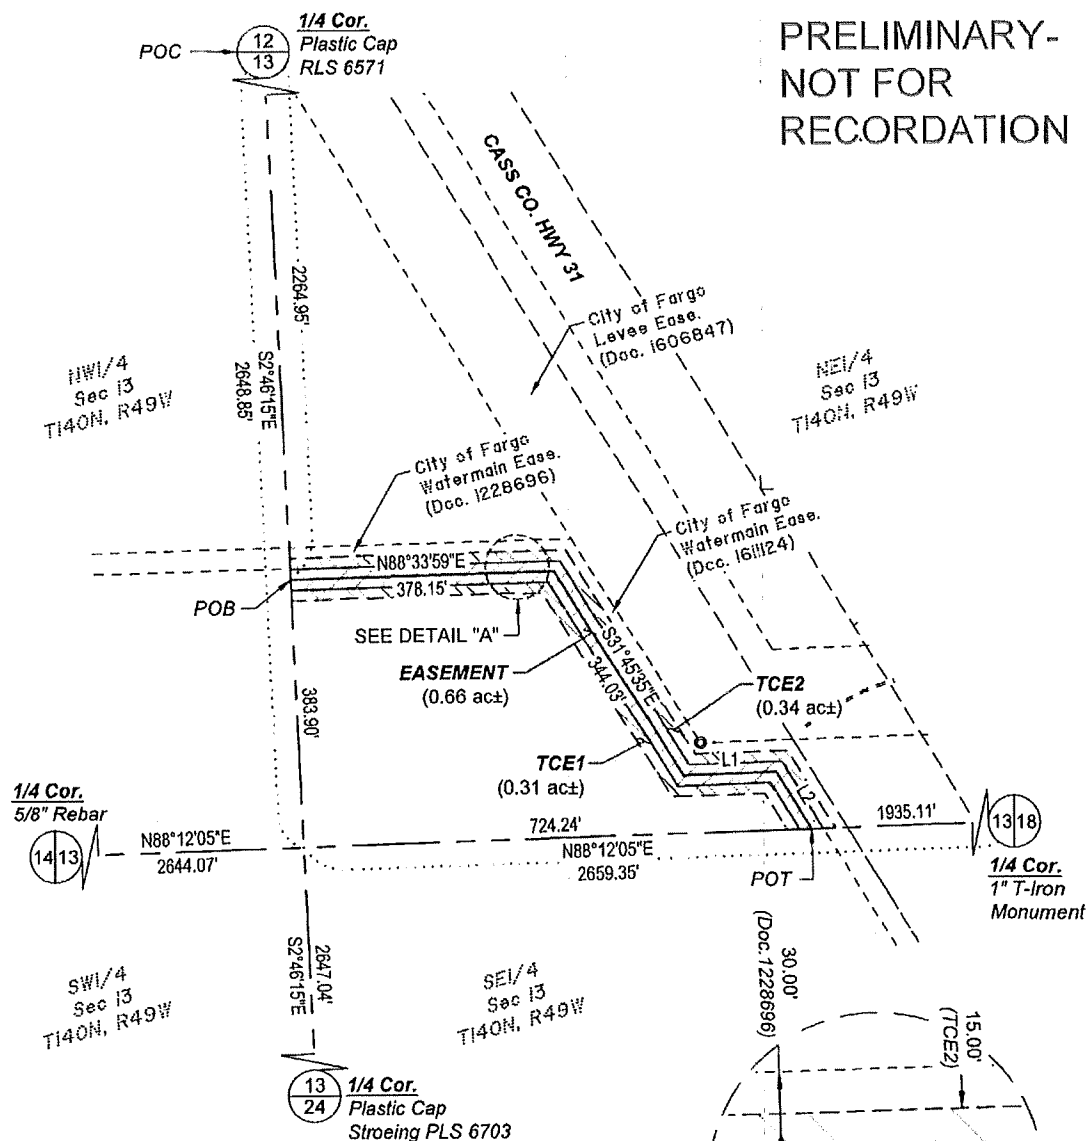 PRELIMINARY-
NOT FOR
RECORDATION
POC
12
13
1/4 Cor.
Plastic Cap
RLS 6571
CASS CO. HWY 31
2264.95'
S2°46'15"E
2648.85'
City of Fargo
Levee Ease.
(Doc. 1606847)
NW1/4
Sec 13
T140N, R49W
NE1/4
Sec 13
T140N, R49W
City of Fargo
Watermain Ease.
(Doc. 1228696)
City of Fargo
Watermain Ease.
(Doc. 1611124)
N88°33'59"E
378.15'
POB
SEE DETAIL "A"
EASEMENT
(0.66 ac±)
S31°45'35"E
344.03'
TCE2
(0.34 ac±)
383.90'
TCE1
(0.31 ac±)
L1
L2
1/4 Cor.
5/8" Rebar
14 13
N88°12'05"E
2644.07'
724.24'
N88°12'05"E
2659.35'
1935.11'
13 18
1/4 Cor.
1" T-Iron
Monument
POT
2647.04'
S2°46'15"E
SW1/4
Sec 13
T140N, R49W
SE1/4
Sec 13
T140N, R49W
30.00'
(Doc.1228696)
15.00'
(TCE2)
13
24
1/4 Cor.
Plastic Cap
Stroeing PLS 6703